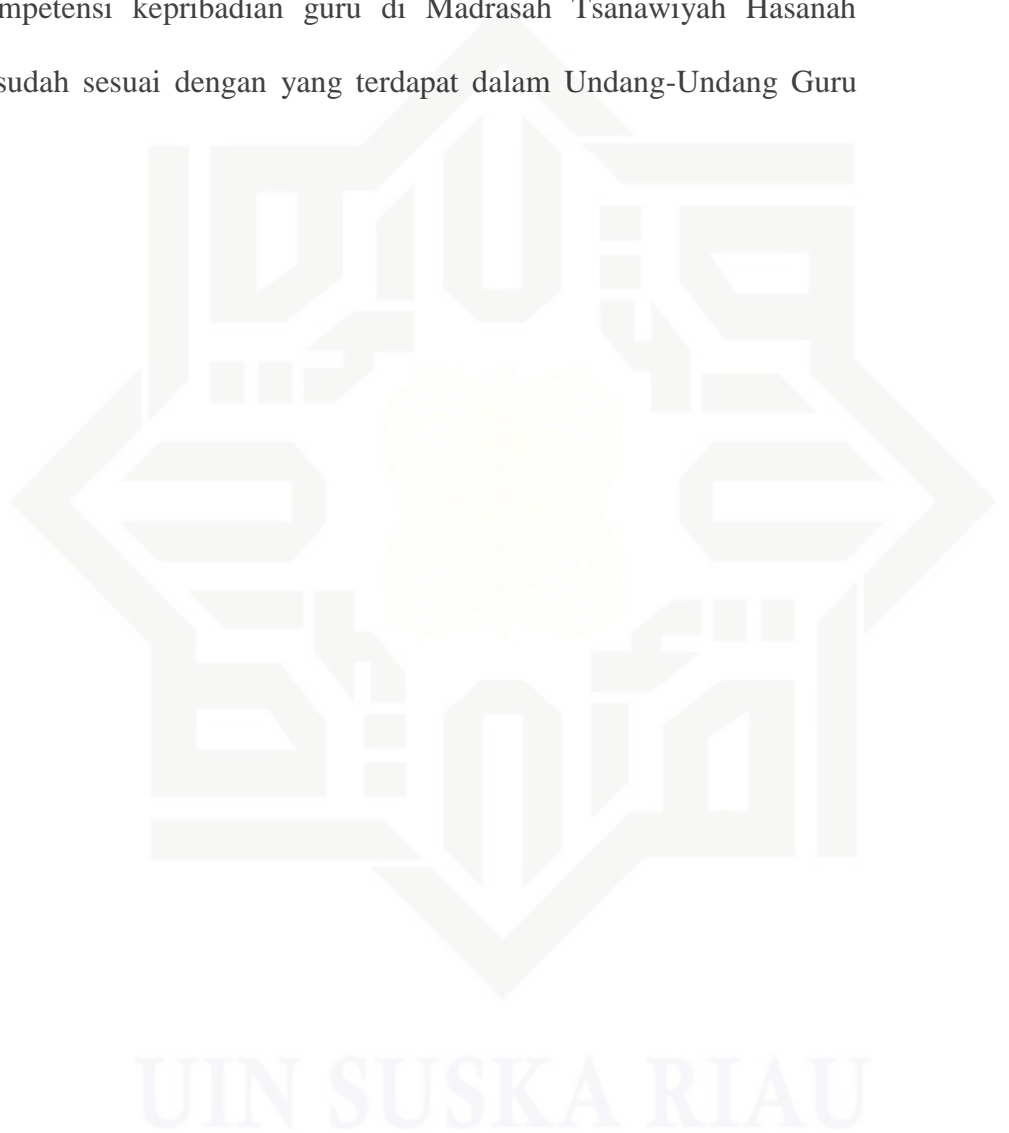 mpetensi kepribadian guru di Madrasah Tsanawiyah Hasanah
sudah sesuai dengan yang terdapat dalam Undang-Undang Guru
UIN SUSKA RIAU